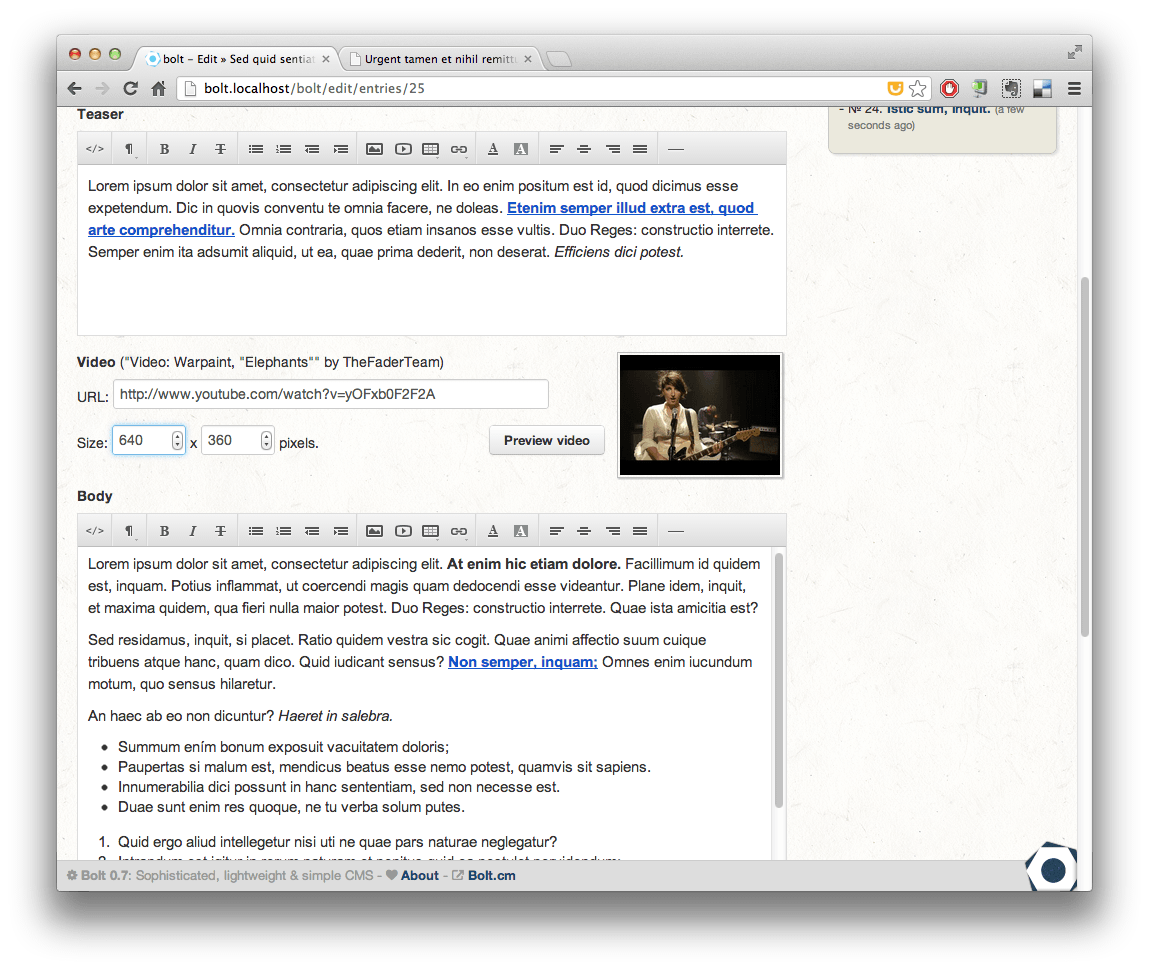 bolt – Edit » Sed quid sentiat
Urgent tamen et nihil remittu
bolt.localhost/bolt/edit/entries/25
Teaser
- № 24. Istic sum, inquit. (a few
seconds ago)
Lorem ipsum dolor sit amet, consectetur adipiscing elit. In eo enim positum est id, quod dicimus esse
expetendum. Dic in quovis conventu te omnia facere, ne doleas. Etenim semper illud extra est, quod
arte comprehenditur. Omnia contraria, quos etiam insanos esse vultis. Duo Reges: constructio interrete.
Semper enim ita adsumit aliquid, ut ea, quae prima dederit, non deserat. Efficiens dici potest.
Video ("Video: Warpaint, "Elephants"" by TheFaderTeam)
URL: http://www.youtube.com/watch?v=yOFxb0F2F2A
Size: 640 x 360 pixels.
Preview video
Body
Lorem ipsum dolor sit amet, consectetur adipiscing elit. At enim hic etiam dolore. Facillimum id quidem
est, inquam. Potius inflammat, ut coercendi magis quam dedocendi esse videantur. Plane idem, inquit,
et maxima quidem, qua fieri nulla maior potest. Duo Reges: constructio interrete. Quae ista amicitia est?
Sed residamus, inquit, si placet. Ratio quidem vestra sic cogit. Quae animi affectio suum cuique
tribuens atque hanc, quam dico. Quid iudicant sensus? Non semper, inquam; Omnes enim iucundum
motum, quo sensus hilaretur.
An haec ab eo non dicuntur? Haeret in salebra.
• Summum ením bonum exposuit vacuitatem doloris;
• Paupertas si malum est, mendicus beatus esse nemo potest, quamvis sit sapiens.
• Innumerabilia dici possunt in hanc sententiam, sed non necesse est.
• Duae sunt enim res quoque, ne tu verba solum putes.
1. Quid ergo aliud intellegetur nisi uti ne quae pars naturae neglegatur?
Bolt 0.7: Sophisticated, lightweight & simple CMS - About - Bolt.cm